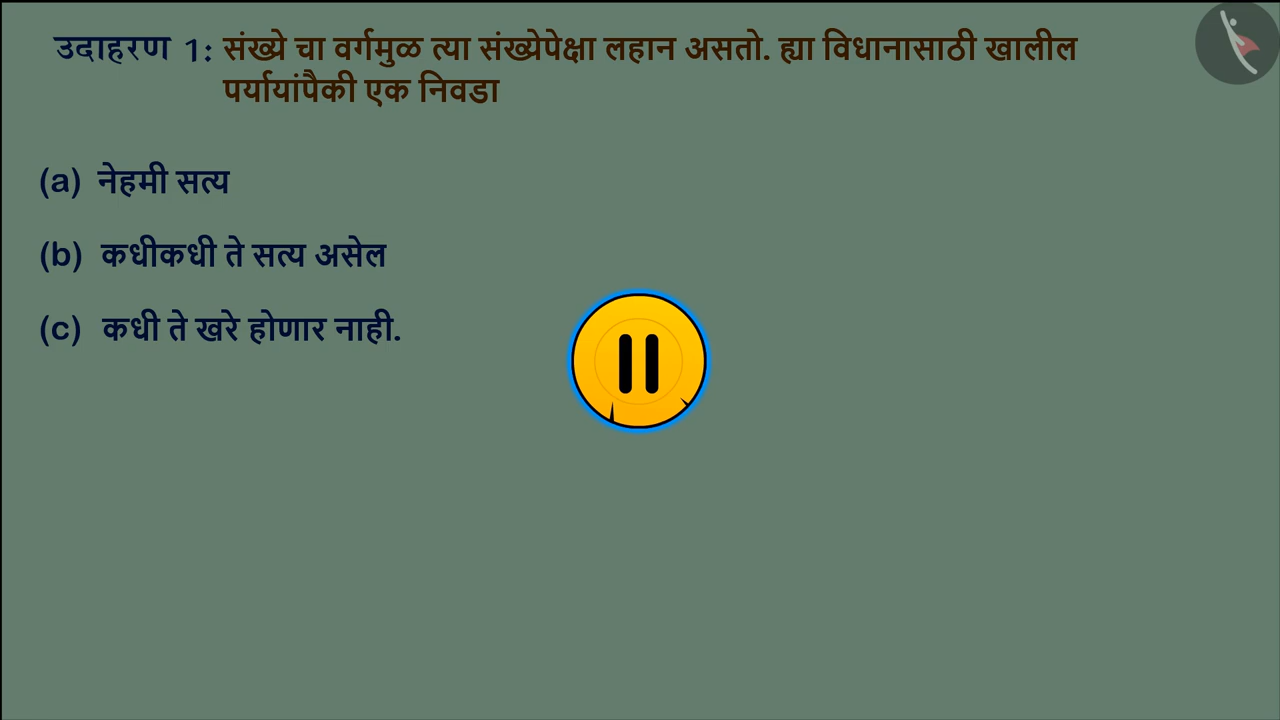 उदाहरण 1: संख्ये चा वर्गमुळ त्या संख्येपेक्षा लहान असतो. ह्या विधानासाठी खालील
पर्यायांपैकी एक निवडा
(a) नेहमी सत्य
(b) कधीकधी ते सत्य असेल
(c) कधी ते खरे होणार नाही.